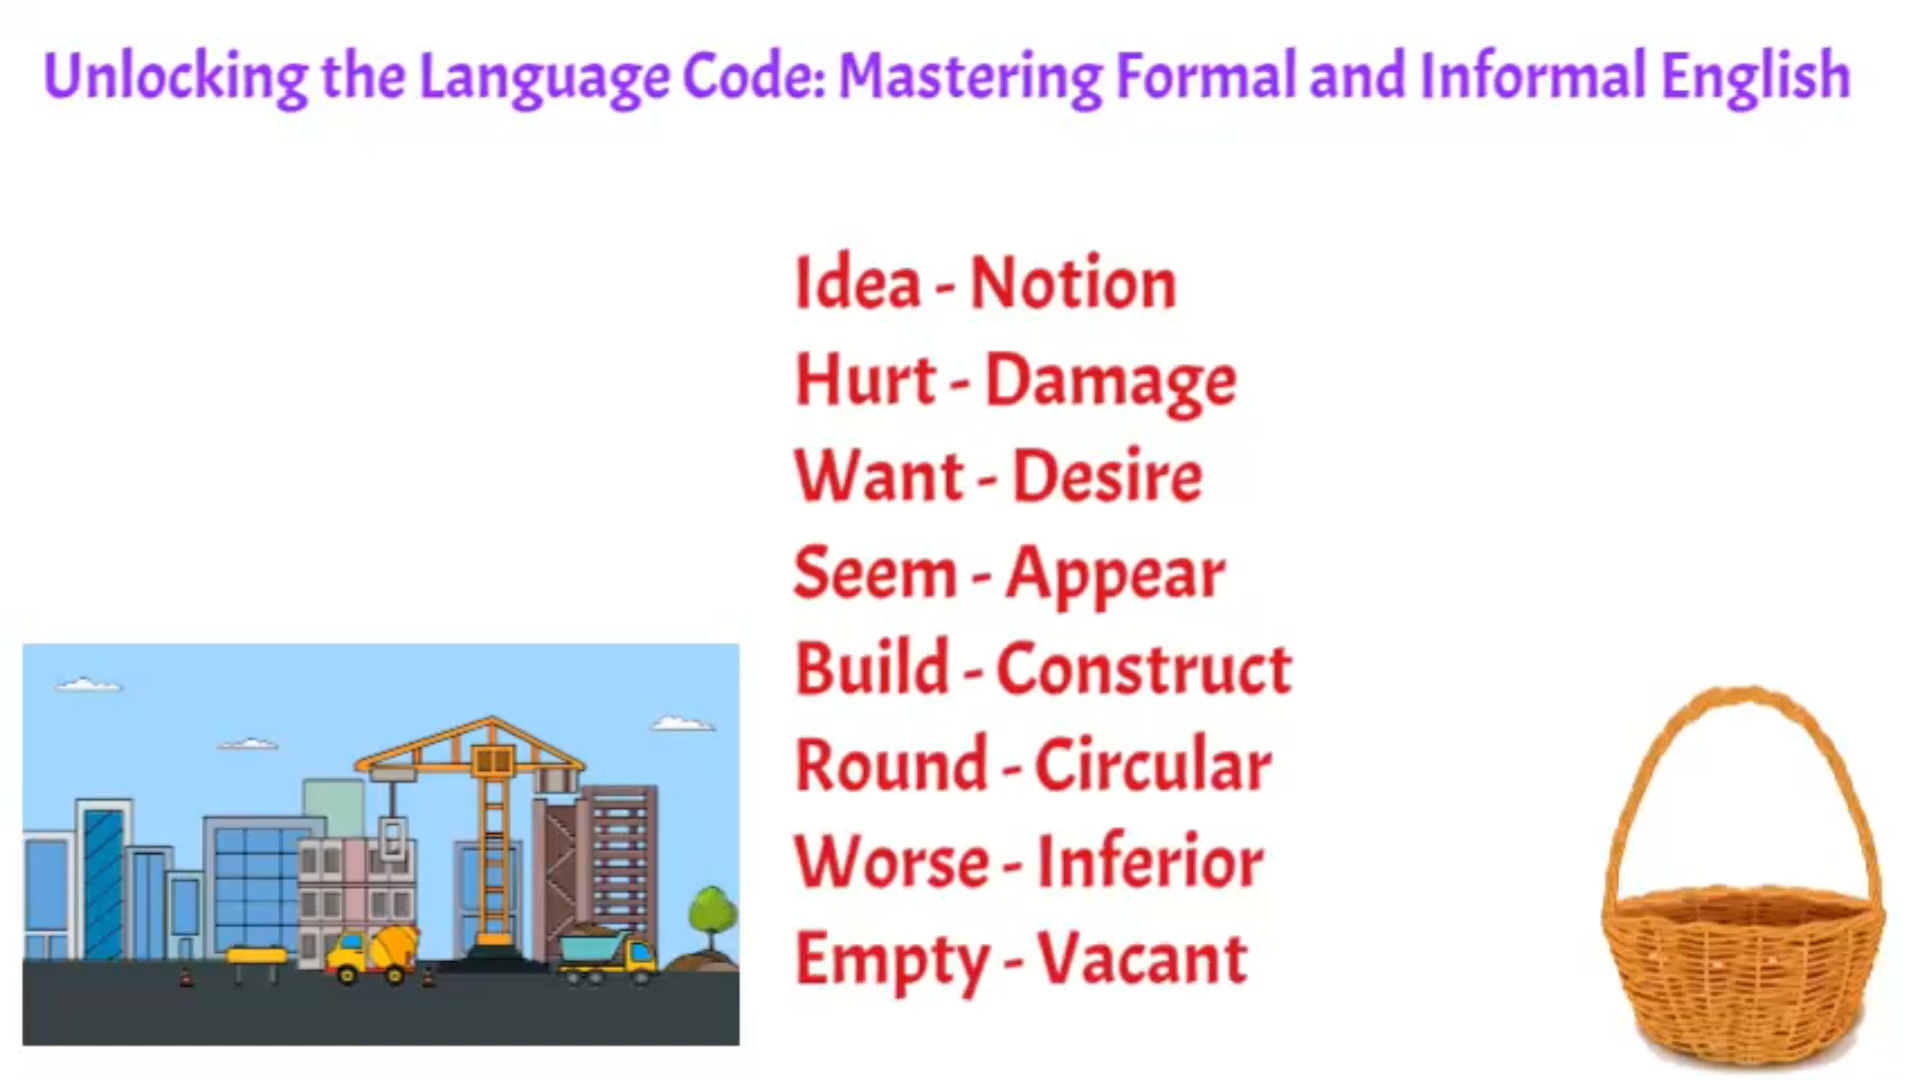 Unlocking the Language Code: Mastering Formal and Informal English
Idea - Notion
Hurt - Damage
Want - Desire
Seem - Appear
Build - Construct
Round - Circular
Worse - Inferior
Empty - Vacant